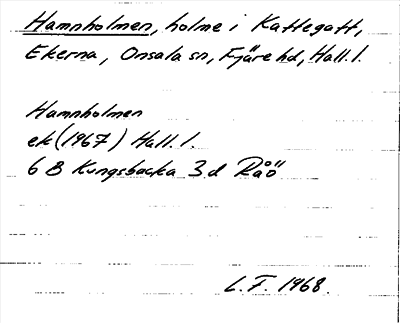 Hamnholmen, holme i Kattegatt,
Ekerna, Onsala sn, Fjäre hd, Hall. l.
Hamnholmen
ek (1967) Hall. l.
6 B Kungsbacka 3 d Råö
L. F. 1968.